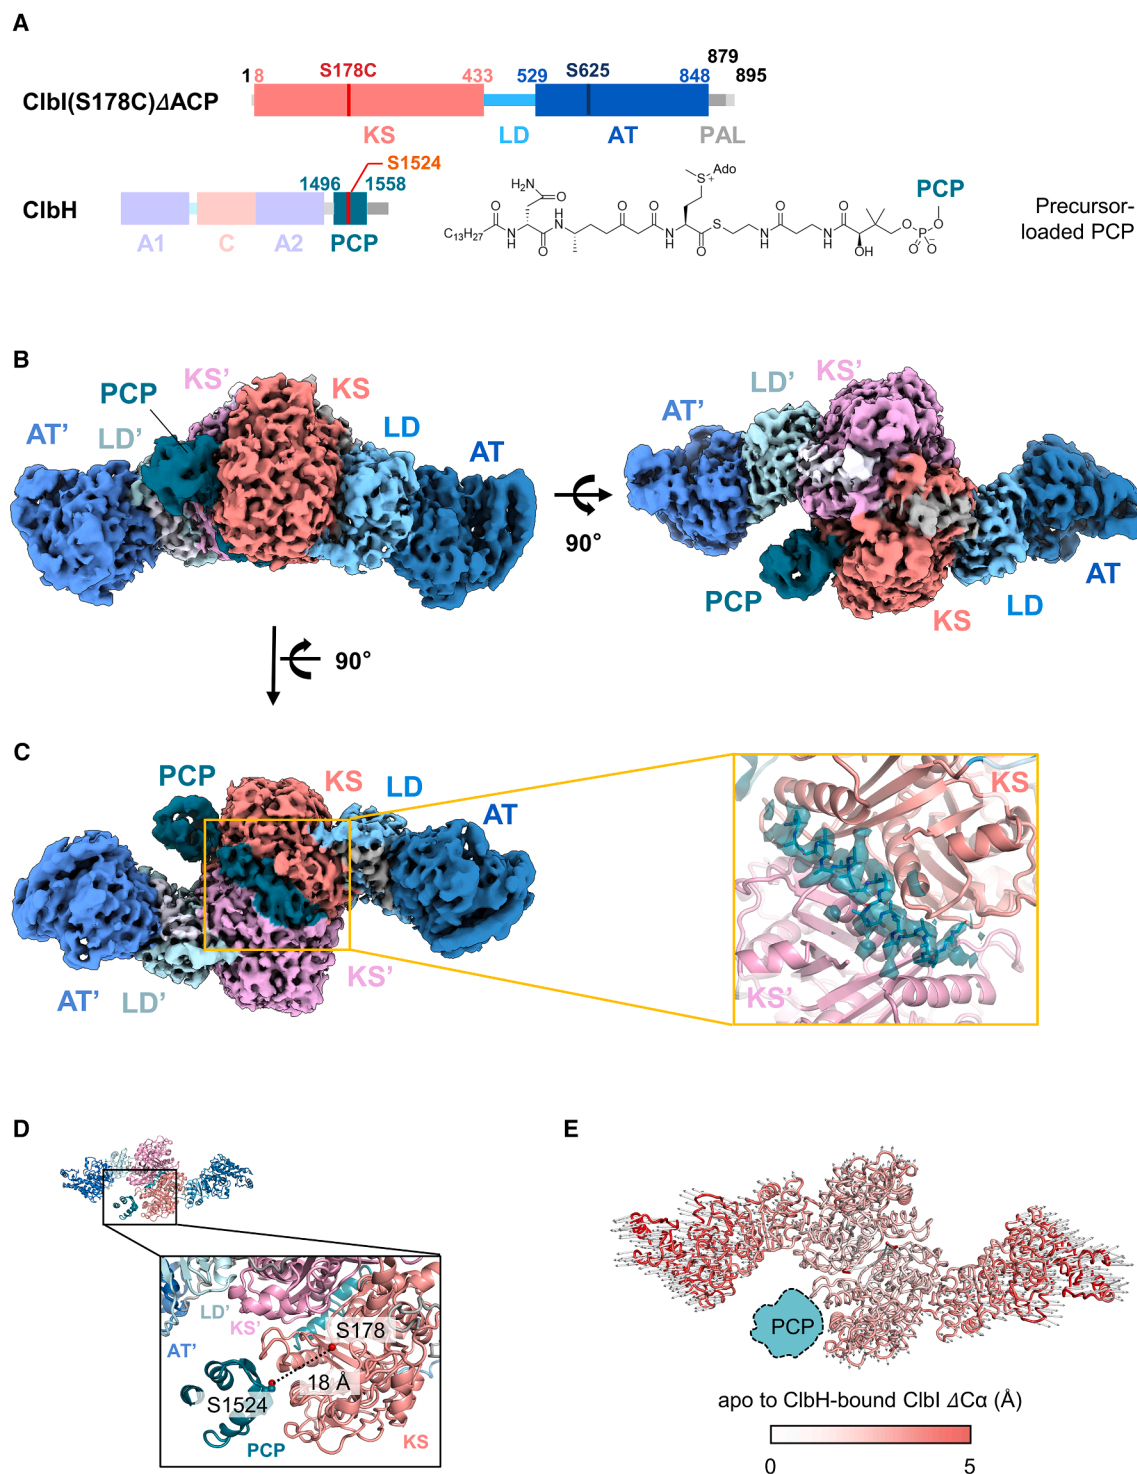 A
879
1 8 S178C 433 529 S625 848 895
ClbI(S178C)ΔACP
KS LD AT PAL
S1524
1496 1558
ClbH
A1 C A2 PCP
H₂N O
C₁₃H₂₇ O N H O H N O O N H O S N H O N H O OH O P O⁻ O
S⁺ Ado
PCP
Precursor-
loaded PCP
B
KS' KS
PCP
LD' LD
AT' AT
90°
LD' KS'
AT'
PCP
KS LD AT
90°
C
PCP KS LD
AT
KS'
AT' LD'
KS
KS'
D
LD'
KS'
S178
AT'
18 Å
S1524
PCP KS
E
PCP
apo to ClbH-bound ClbI ΔCα (Å)
0 5